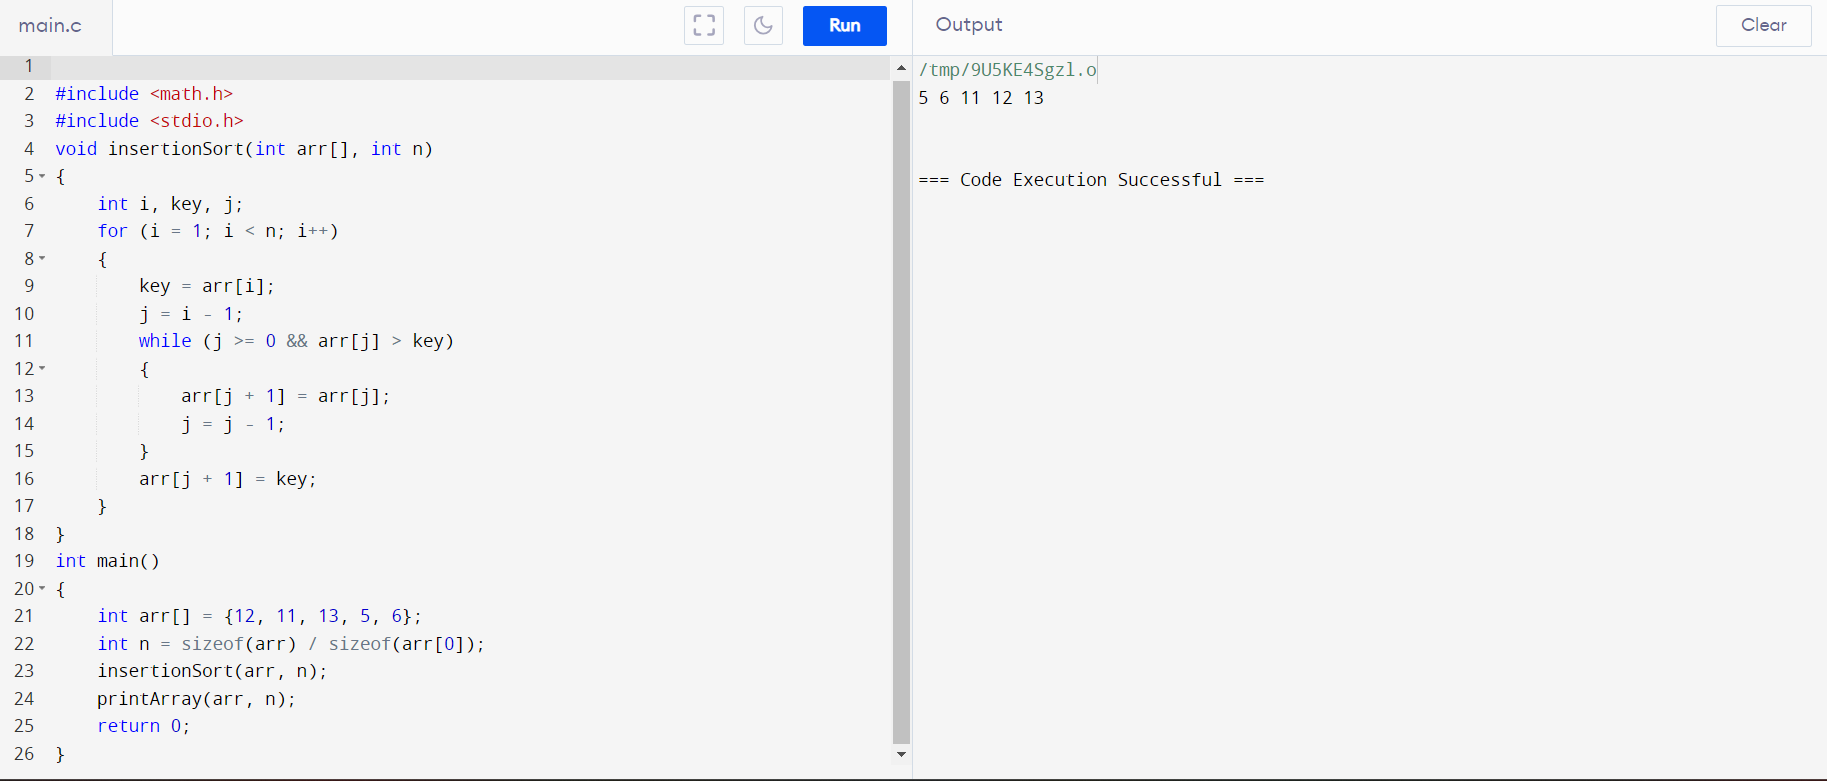 main.c
Run
Output
Clear
1
2 #include <math.h>
3 #include <stdio.h>
4 void insertionSort(int arr[], int n)
5 {
6     int i, key, j;
7     for (i = 1; i < n; i++)
8     {
9         key = arr[i];
10         j = i - 1;
11         while (j >= 0 && arr[j] > key)
12         {
13             arr[j + 1] = arr[j];
14             j = j - 1;
15         }
16         arr[j + 1] = key;
17     }
18 }
19 int main()
20 {
21     int arr[] = {12, 11, 13, 5, 6};
22     int n = sizeof(arr) / sizeof(arr[0]);
23     insertionSort(arr, n);
24     printArray(arr, n);
25     return 0;
26 }
/tmp/9U5KE4Sgzl.o
5 6 11 12 13
=== Code Execution Successful ===